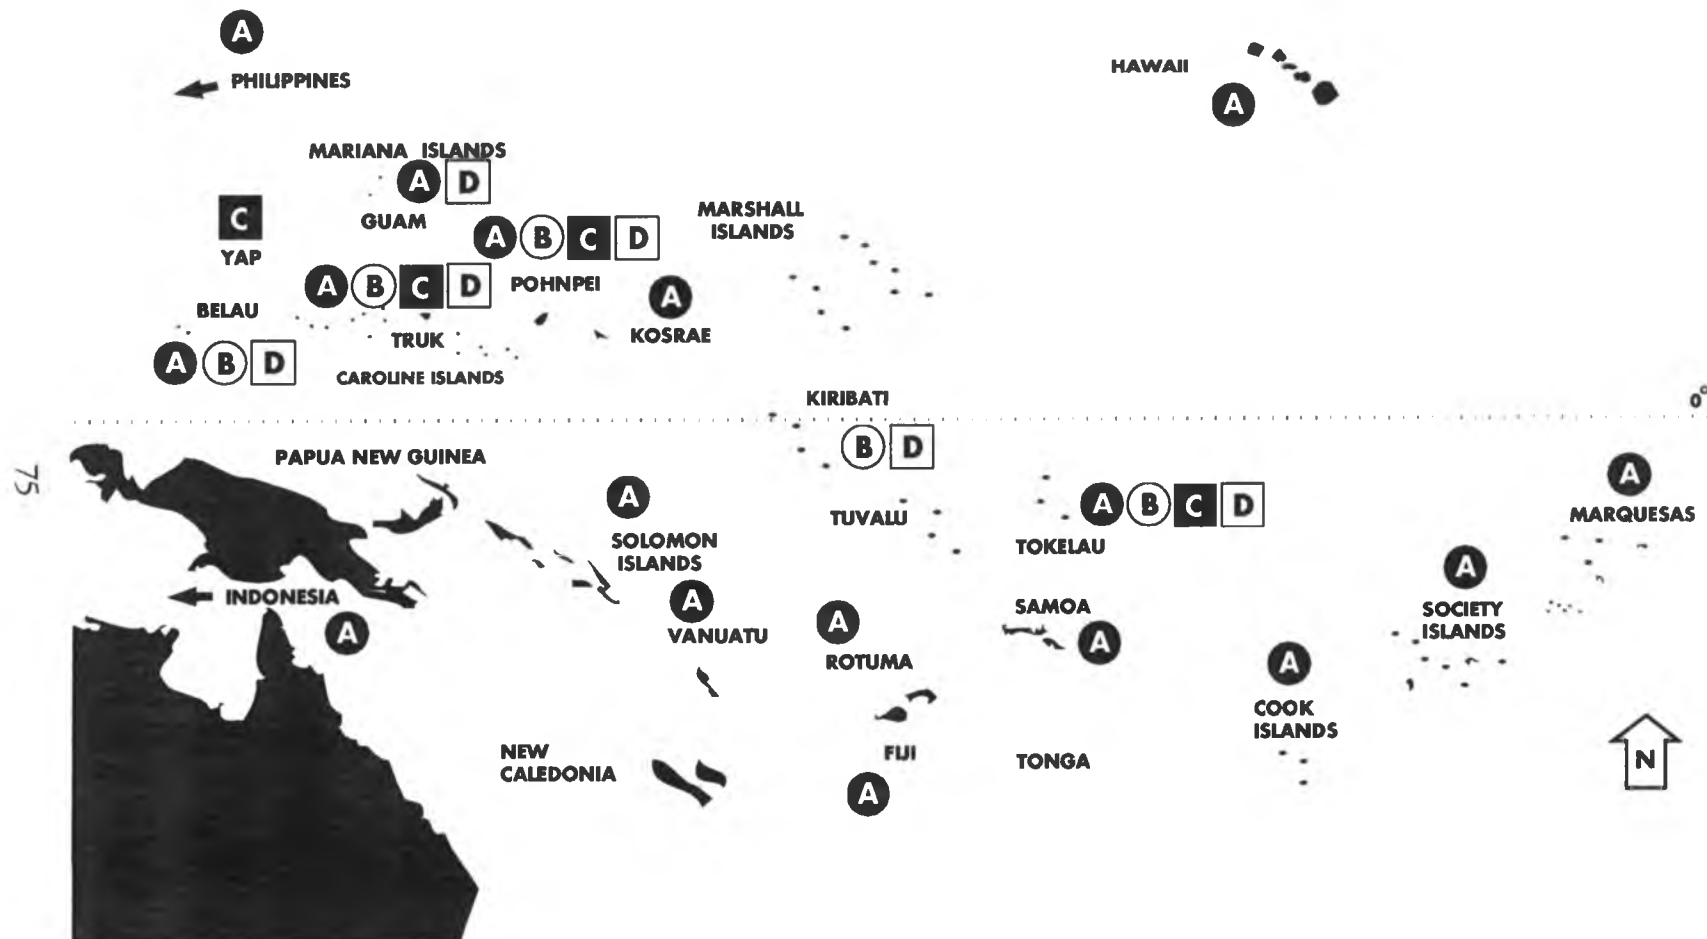 A
PHILIPPINES
HAWAII
A
MARIANA ISLANDS
A D
GUAM
C
YAP
A B C D
POHNPEI
MARSHALL
ISLANDS
A B C D
TRUK
BELAU
A B D
A
KOSRAE
CAROLINE ISLANDS
KIRIBATI
0°
B D
PAPUA NEW GUINEA
75
A
SOLOMON
ISLANDS
TUVALU
A B C D
TOKELAU
A
MARQUESAS
INDONESIA
A
A
VANUATU
A
ROTUMA
SAMOA
A
A
SOCIETY
ISLANDS
A
COOK
ISLANDS
NEW
CALEDONIA
FIJI
A
TONGA
N